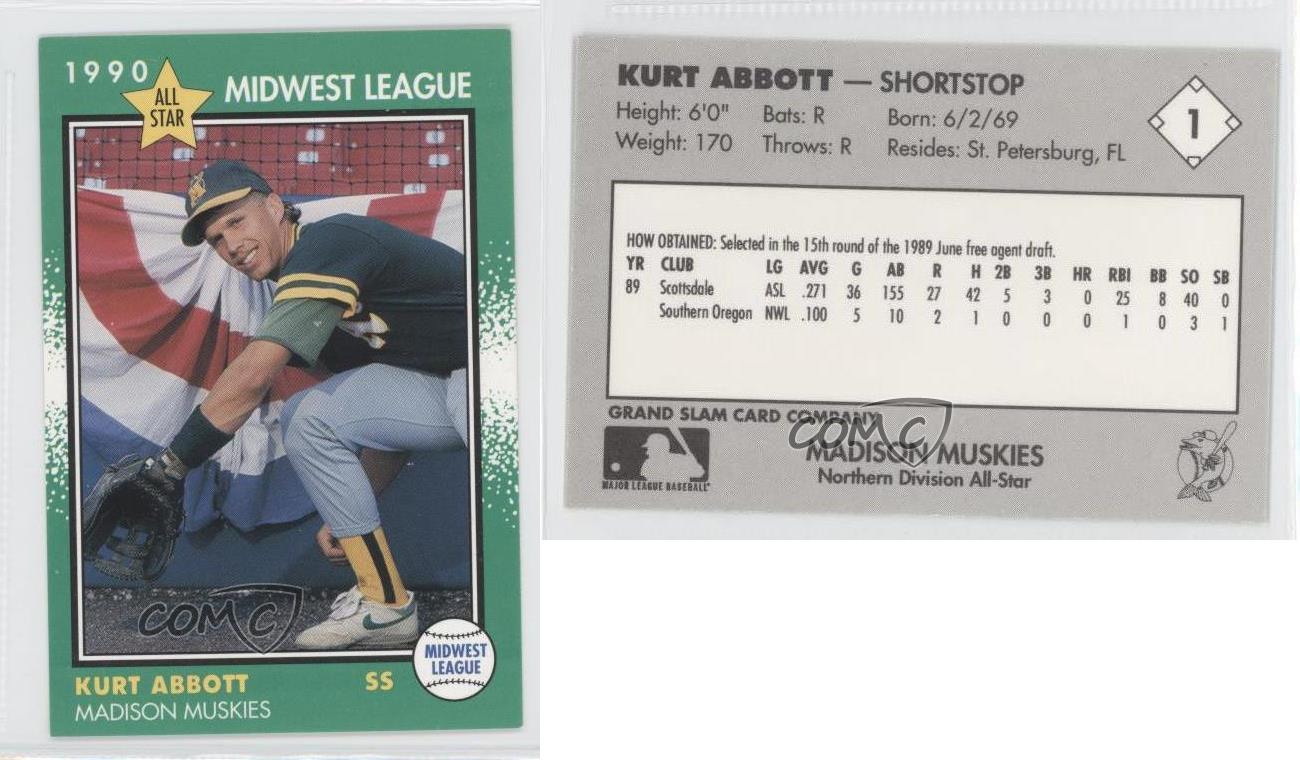 1990
ALL
STAR
MIDWEST LEAGUE
COMC
MIDWEST
LEAGUE
KURT ABBOTT SS
MADISON MUSKIES
KURT ABBOTT — SHORTSTOP
Height: 6'0" Bats: R Born: 6/2/69
Weight: 170 Throws: R Resides: St. Petersburg, FL
1
HOW OBTAINED: Selected in the 15th round of the 1989 June free agent draft.
YR CLUB LG AVG G AB R H 2B 3B HR RBI BB SO SB
89 Scottsdale ASL .271 36 155 27 42 5 3 0 25 8 40 0
Southern Oregon NWL .100 5 10 2 1 0 0 0 1 0 3 1
GRAND SLAM CARD COMPANY
COMC
MADISON MUSKIES
Northern Division All-Star
MAJOR LEAGUE BASEBALL